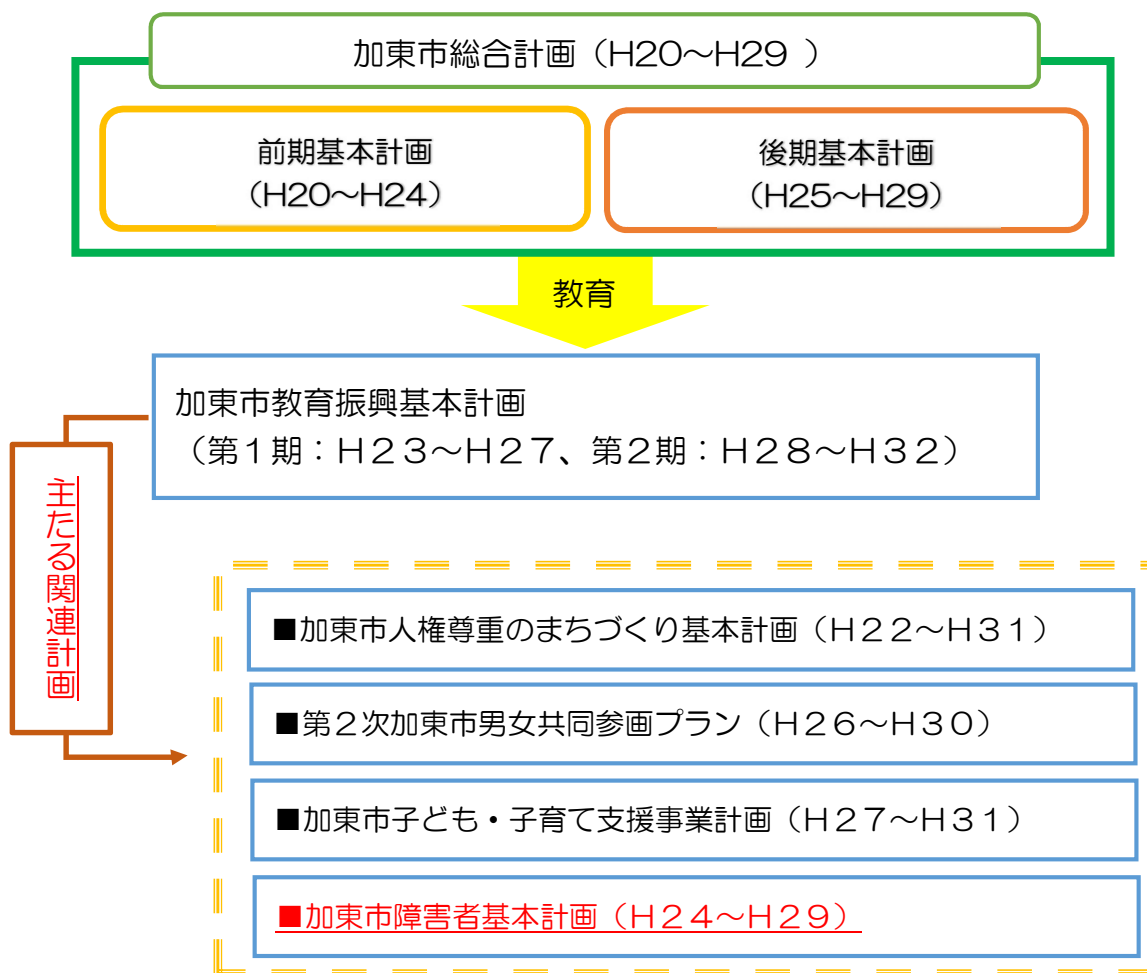 加東市総合計画（H20～H29 ）
前期基本計画
（H20～H24）
後期基本計画
（H25～H29）
教育
加東市教育振興基本計画
（第１期：Ｈ２３～Ｈ２７、第２期：Ｈ２８～Ｈ３２）
主たる関連計画
■加東市人権尊重のまちづくり基本計画（Ｈ２２～Ｈ３１）
■第２次加東市男女共同参画プラン（Ｈ２６～Ｈ３０）
■加東市子ども・子育て支援事業計画（Ｈ２７～Ｈ３１）
■加東市障害者基本計画（Ｈ２４～Ｈ２９）